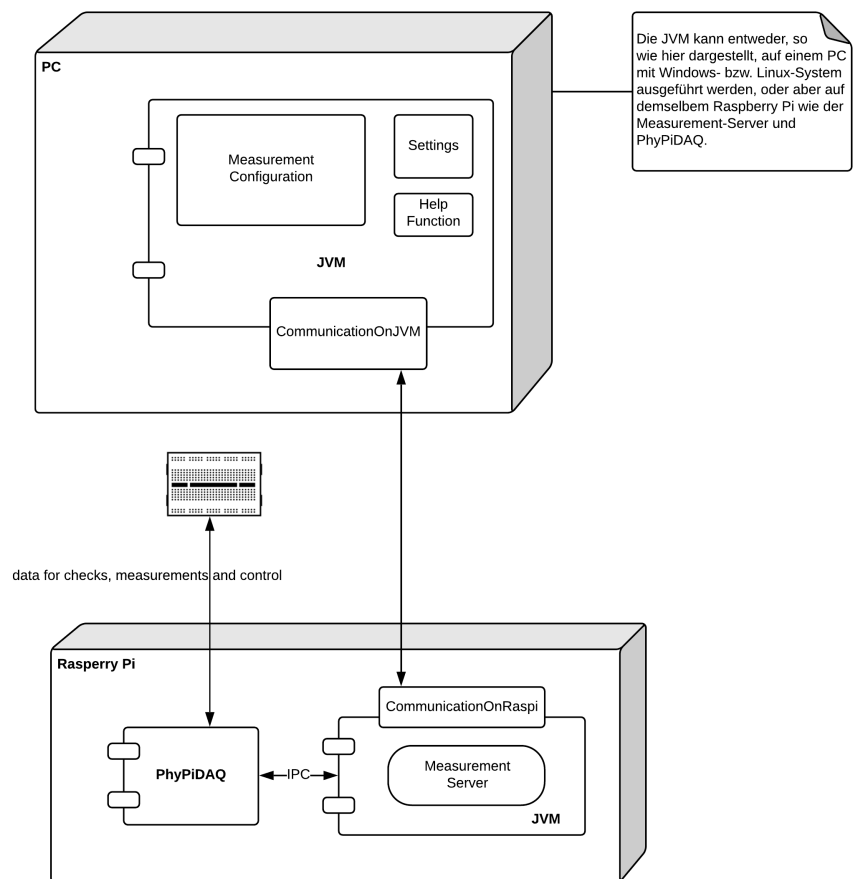 PC
Measurement
Configuration
Settings
Help
Function
JVM
CommunicationOnJVM
Die JVM kann entweder, so
wie hier dargestellt, auf einem PC
mit Windows- bzw. Linux-System
ausgeführt werden, oder aber auf
demselbem Raspberry Pi wie der
Measurement-Server und
PhyPiDAQ.
data for checks, measurements and control
Rasperry Pi
CommunicationOnRaspi
PhyPiDAQ
IPC
Measurement
Server
JVM